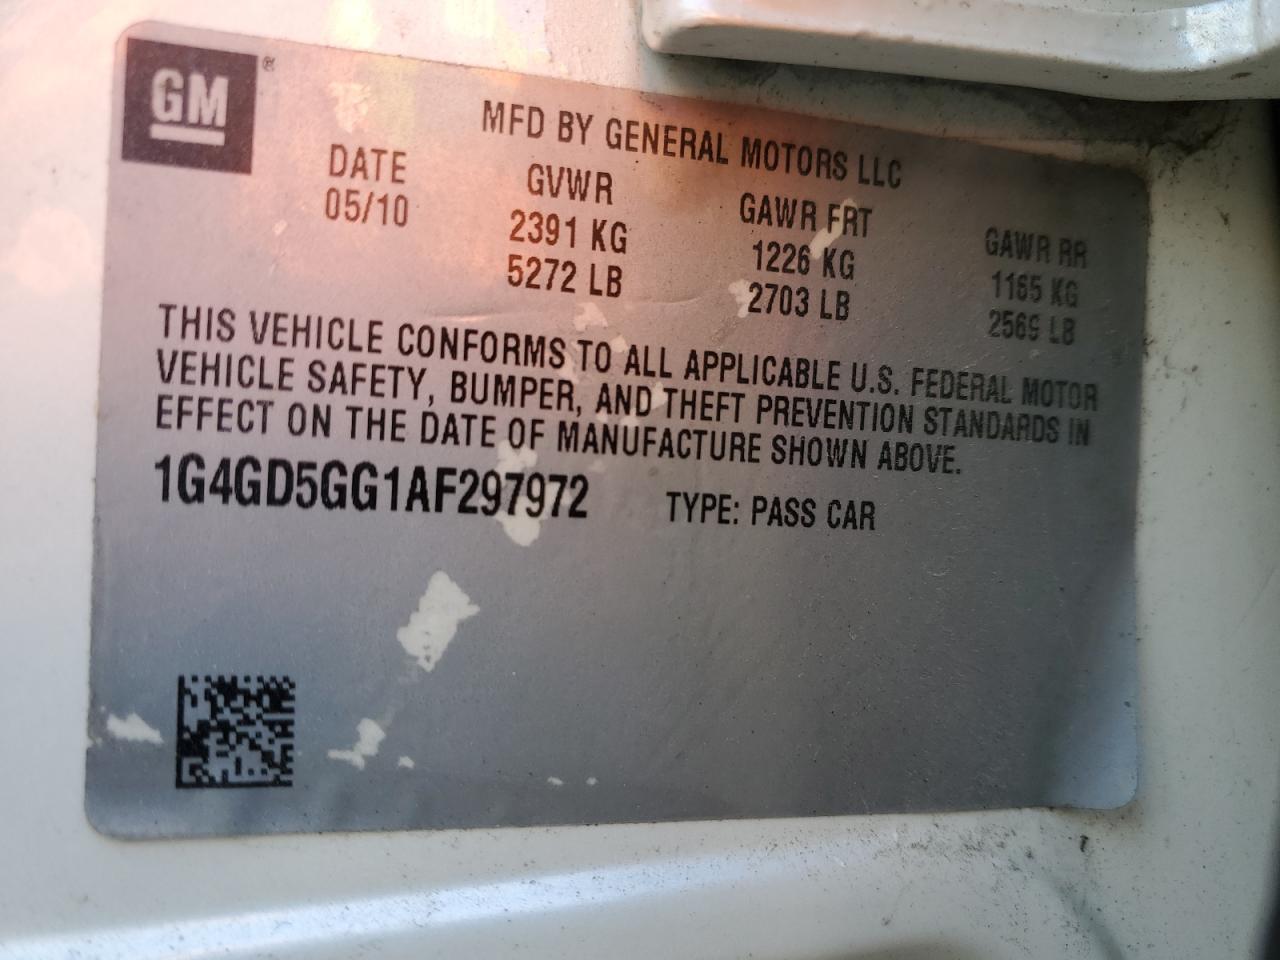 GM ®
MFD BY GENERAL MOTORS LLC
DATE GVWR GAWR FRT GAWR RR
05/10 2391 KG 1226 KG 1165 KG
5272 LB 2703 LB 2569 LB
THIS VEHICLE CONFORMS TO ALL APPLICABLE U.S. FEDERAL MOTOR
VEHICLE SAFETY, BUMPER, AND THEFT PREVENTION STANDARDS IN
EFFECT ON THE DATE OF MANUFACTURE SHOWN ABOVE.
1G4GD5GG1AF297972 TYPE: PASS CAR